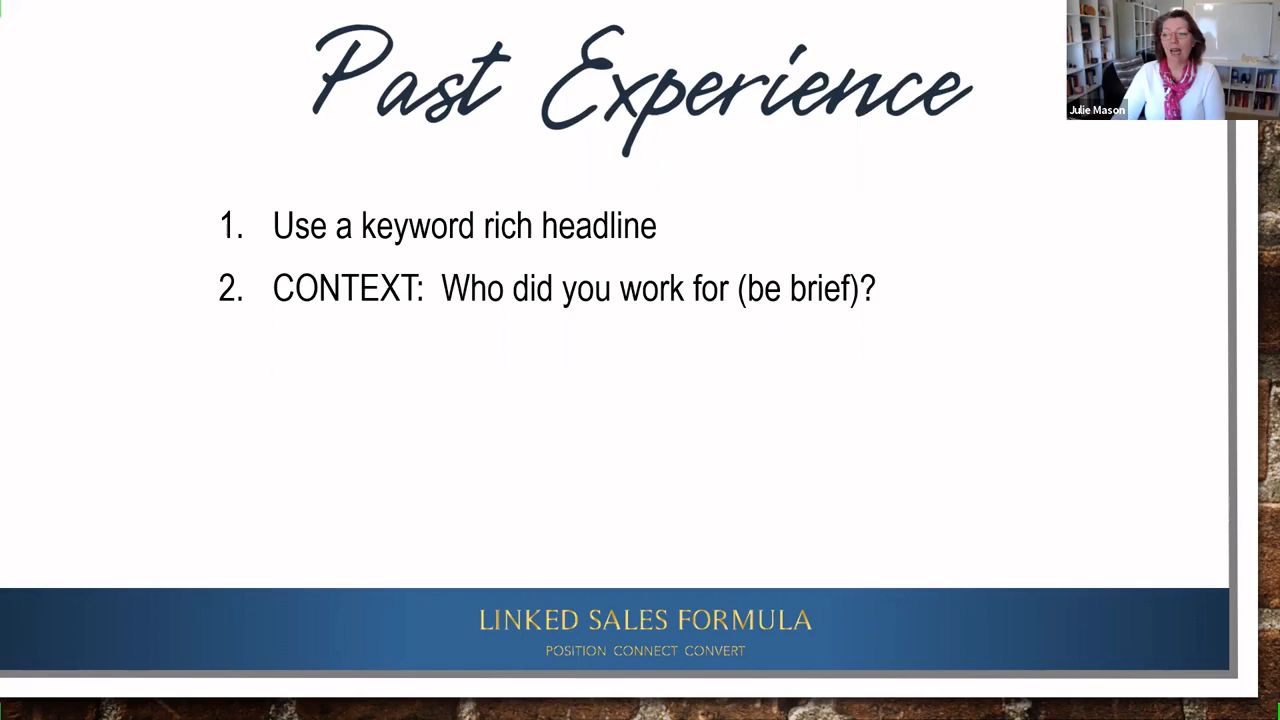 Past Experience
Julie Mason
1. Use a keyword rich headline
2. CONTEXT: Who did you work for (be brief)?
LINKED SALES FORMULA
POSITION CONNECT CONVERT